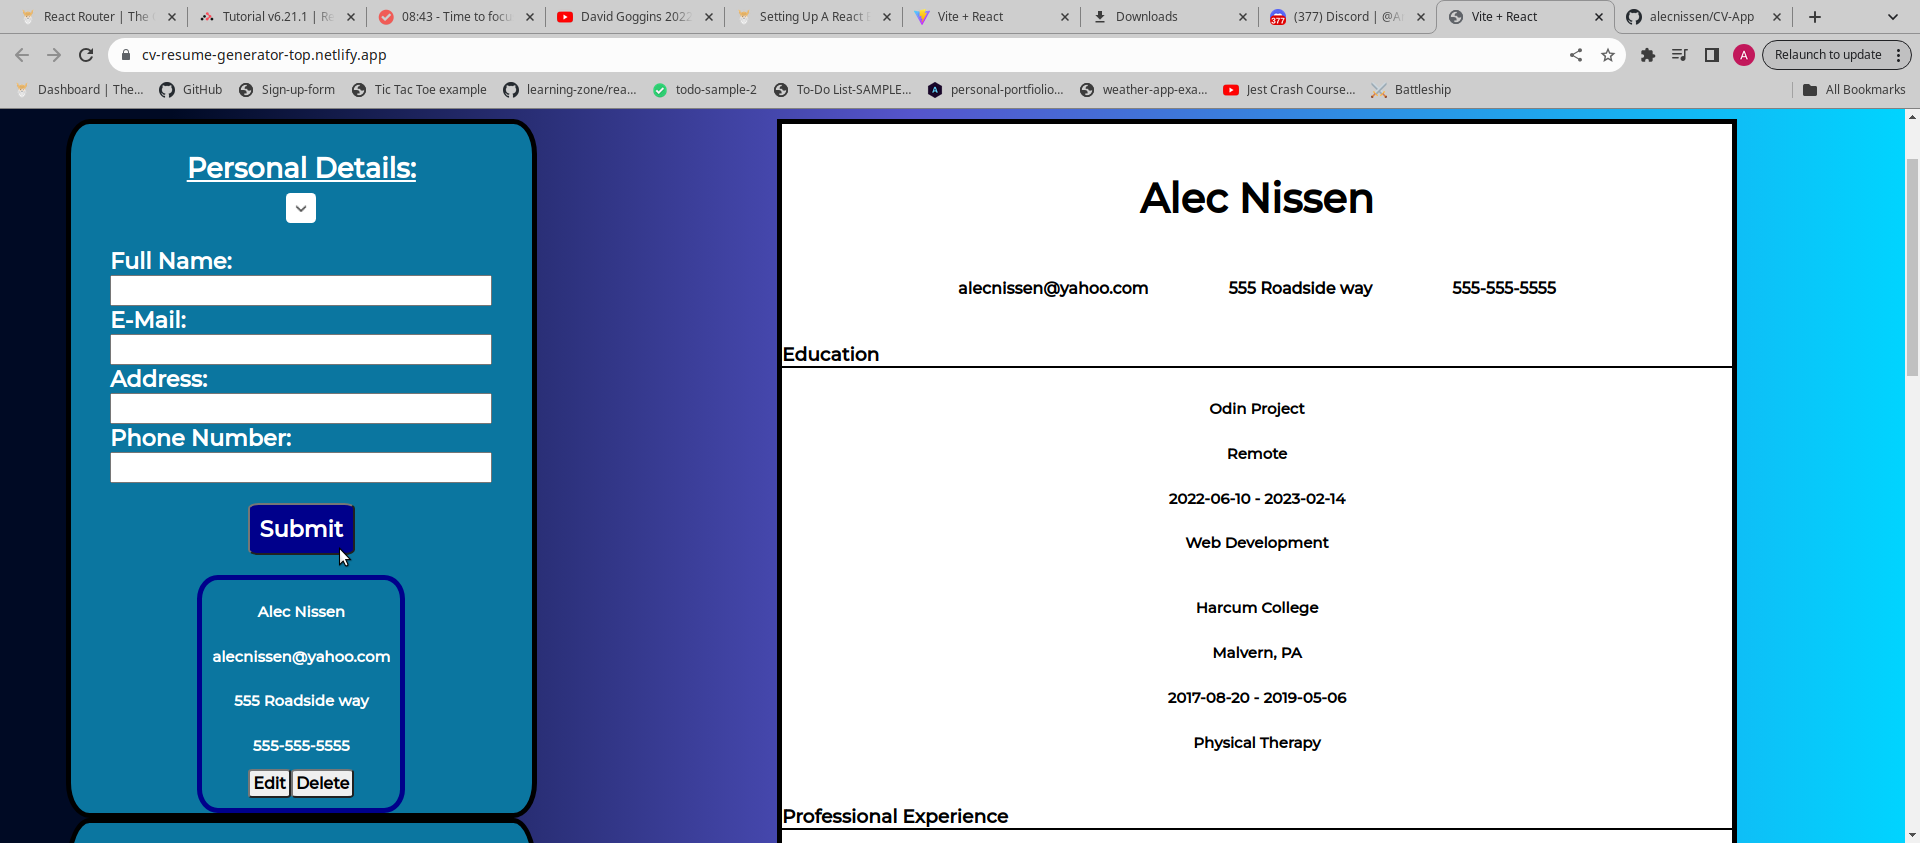 React Router | The
Tutorial v6.21.1 | Re
08:43 - Time to focu
David Goggins 2022
Setting Up A React E
Vite + React
Downloads
377
(377) Discord | @A
Vite + React
alecnissen/CV-App
cv-resume-generator-top.netlify.app
A
Relaunch to update
Dashboard | The...
GitHub
Sign-up-form
Tic Tac Toe example
learning-zone/rea...
todo-sample-2
To-Do List-SAMPLE...
A
personal-portfiolio...
weather-app-exa...
Jest Crash Course...
Battleship
All Bookmarks
Personal Details:
Full Name:
E-Mail:
Address:
Phone Number:
Submit
Alec Nissen
alecnissen@yahoo.com
555 Roadside way
555-555-5555
Edit Delete
Alec Nissen
alecnissen@yahoo.com 555 Roadside way 555-555-5555
Education
Odin Project
Remote
2022-06-10 - 2023-02-14
Web Development
Harcum College
Malvern, PA
2017-08-20 - 2019-05-06
Physical Therapy
Professional Experience